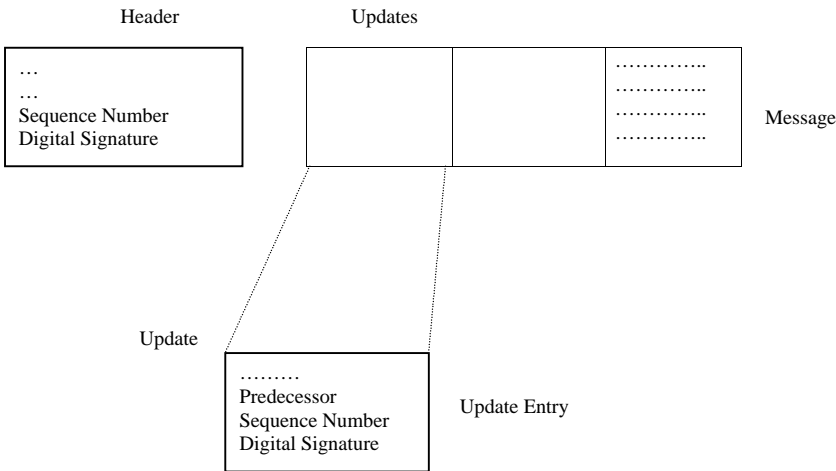 Header
Updates
…
…
Sequence Number
Digital Signature
…………..
…………..
…………..
…………..
Message
Update
………
Predecessor
Sequence Number
Digital Signature
Update Entry